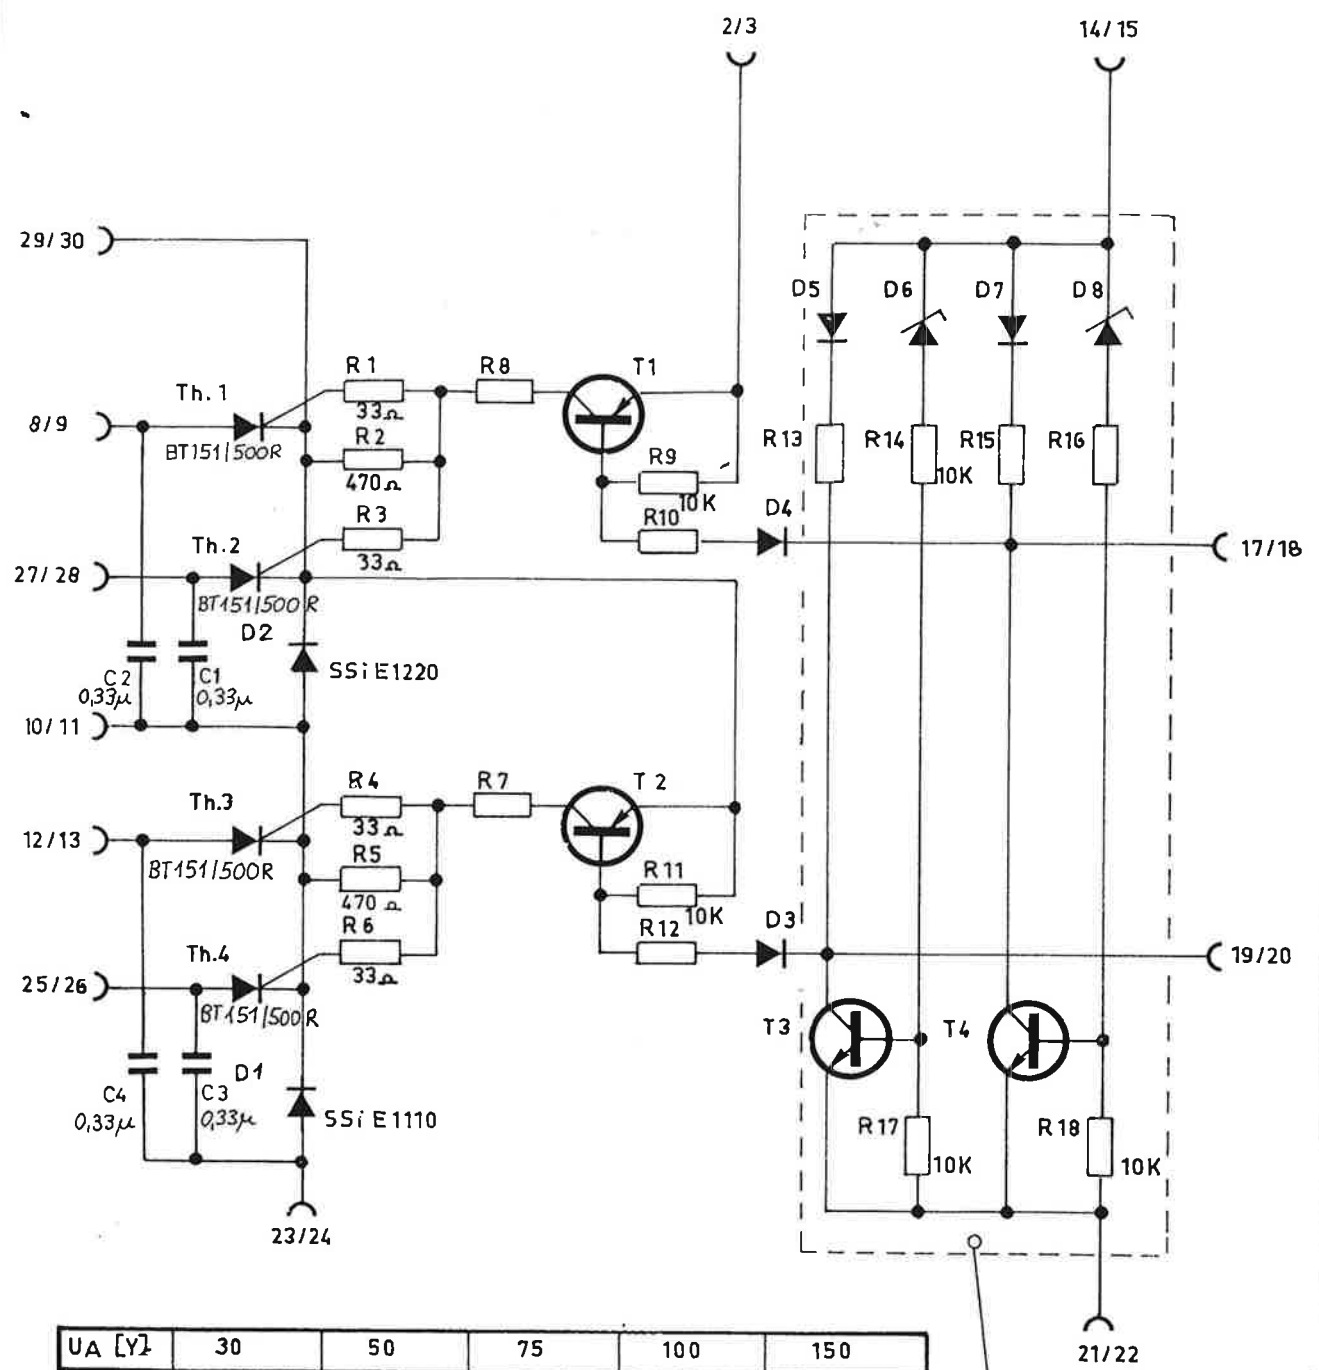 2/3
14/15
29/30
D5
D6
D7
D8
R1
R8
T1
Th.1
33Ω
8/9
BT151/500R
R2
R13
R14
R15
R16
R9
470Ω
10K
10K
R3
R10
D4
Th.2
33Ω
17/18
27/28
BT151/500R
D2
SSiE1220
C2
C1
0,33μ
0,33μ
10/11
R4
R7
T2
Th.3
33Ω
12/13
R5
BT151/500R
R11
470Ω
10K
R6
R12
D3
Th.4
33Ω
19/20
25/26
BT151/500R
T3
T4
D1
C4
C3
0,33μ
0,33μ
SSiE1110
R17
R18
10K
10K
23/24
UA [V]
30
50
75
100
150
21/22